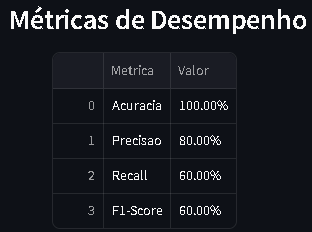 Métricas de Desempenho
Metrica Valor
0 Acuracia 100.00%
1 Precisao 80.00%
2 Recall 60.00%
3 F1-Score 60.00%